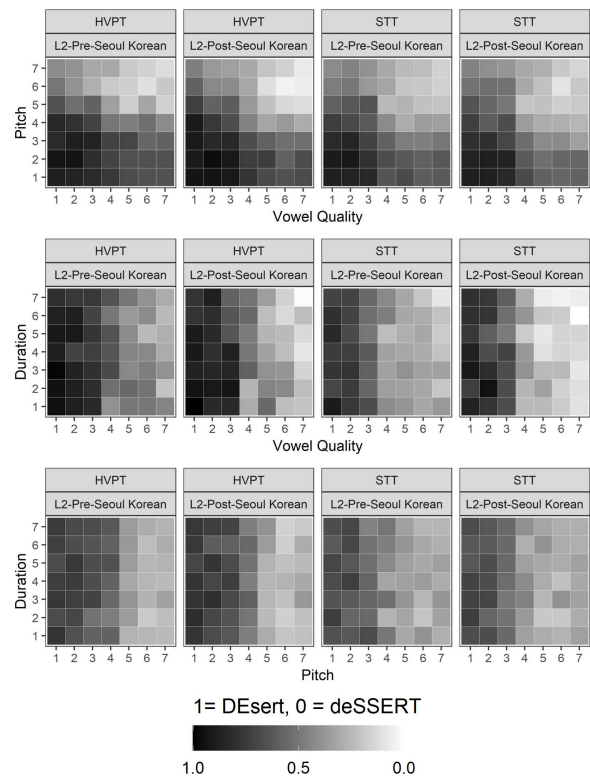 HVPT HVPT STT STT
L2-Pre-Seoul Korean L2-Post-Seoul Korean L2-Pre-Seoul Korean L2-Post-Seoul Korean
Pitch
7
6
5
4
3
2
1
1 2 3 4 5 6 7 1 2 3 4 5 6 7 1 2 3 4 5 6 7 1 2 3 4 5 6 7
Vowel Quality
HVPT HVPT STT STT
L2-Pre-Seoul Korean L2-Post-Seoul Korean L2-Pre-Seoul Korean L2-Post-Seoul Korean
Duration
7
6
5
4
3
2
1
1 2 3 4 5 6 7 1 2 3 4 5 6 7 1 2 3 4 5 6 7 1 2 3 4 5 6 7
Vowel Quality
HVPT HVPT STT STT
L2-Pre-Seoul Korean L2-Post-Seoul Korean L2-Pre-Seoul Korean L2-Post-Seoul Korean
Duration
7
6
5
4
3
2
1
1 2 3 4 5 6 7 1 2 3 4 5 6 7 1 2 3 4 5 6 7 1 2 3 4 5 6 7
Pitch
1= DEsert, 0 = deSSERT
1.0 0.5 0.0